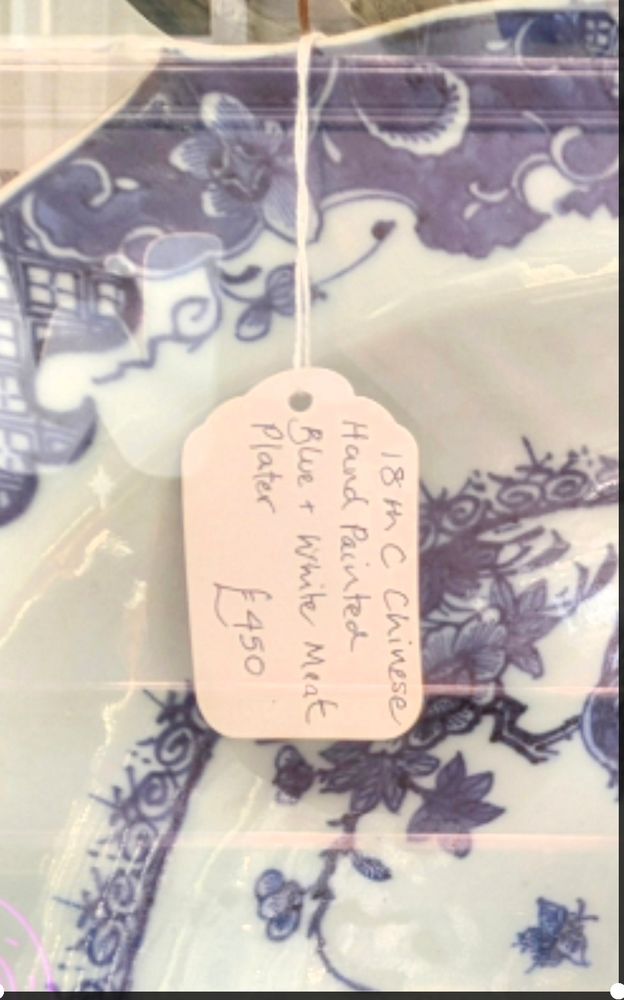 18th C Chinese
Hand Painted
Blue + White Meat
Plater
£450